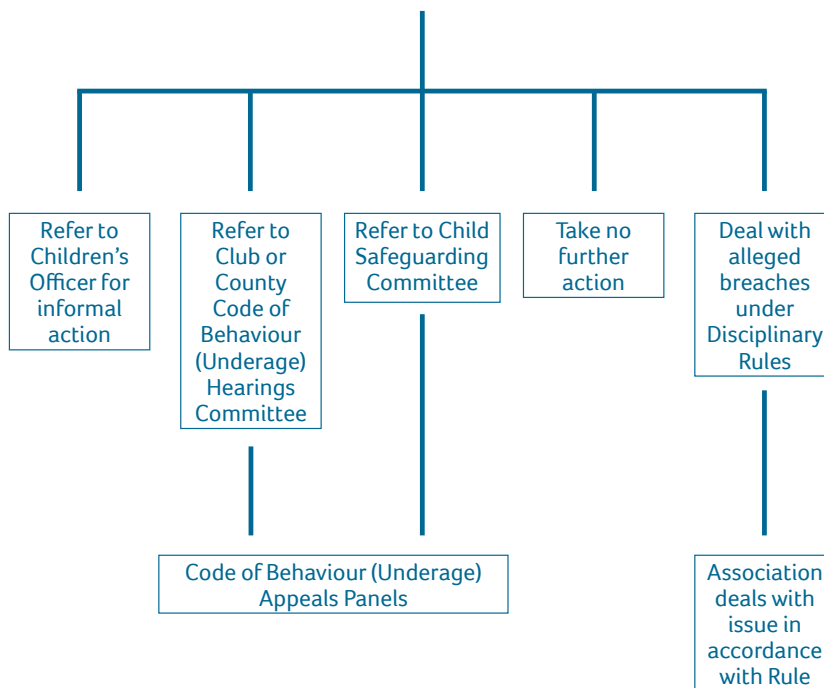 Refer to
Children's
Officer for
informal
action
Refer to
Club or
County
Code of
Behaviour
(Underage)
Hearings
Committee
Refer to Child
Safeguarding
Committee
Take no
further
action
Deal with
alleged
breaches
under
Disciplinary
Rules
Code of Behaviour (Underage)
Appeals Panels
Association
deals with
issue in
accordance
with Rule